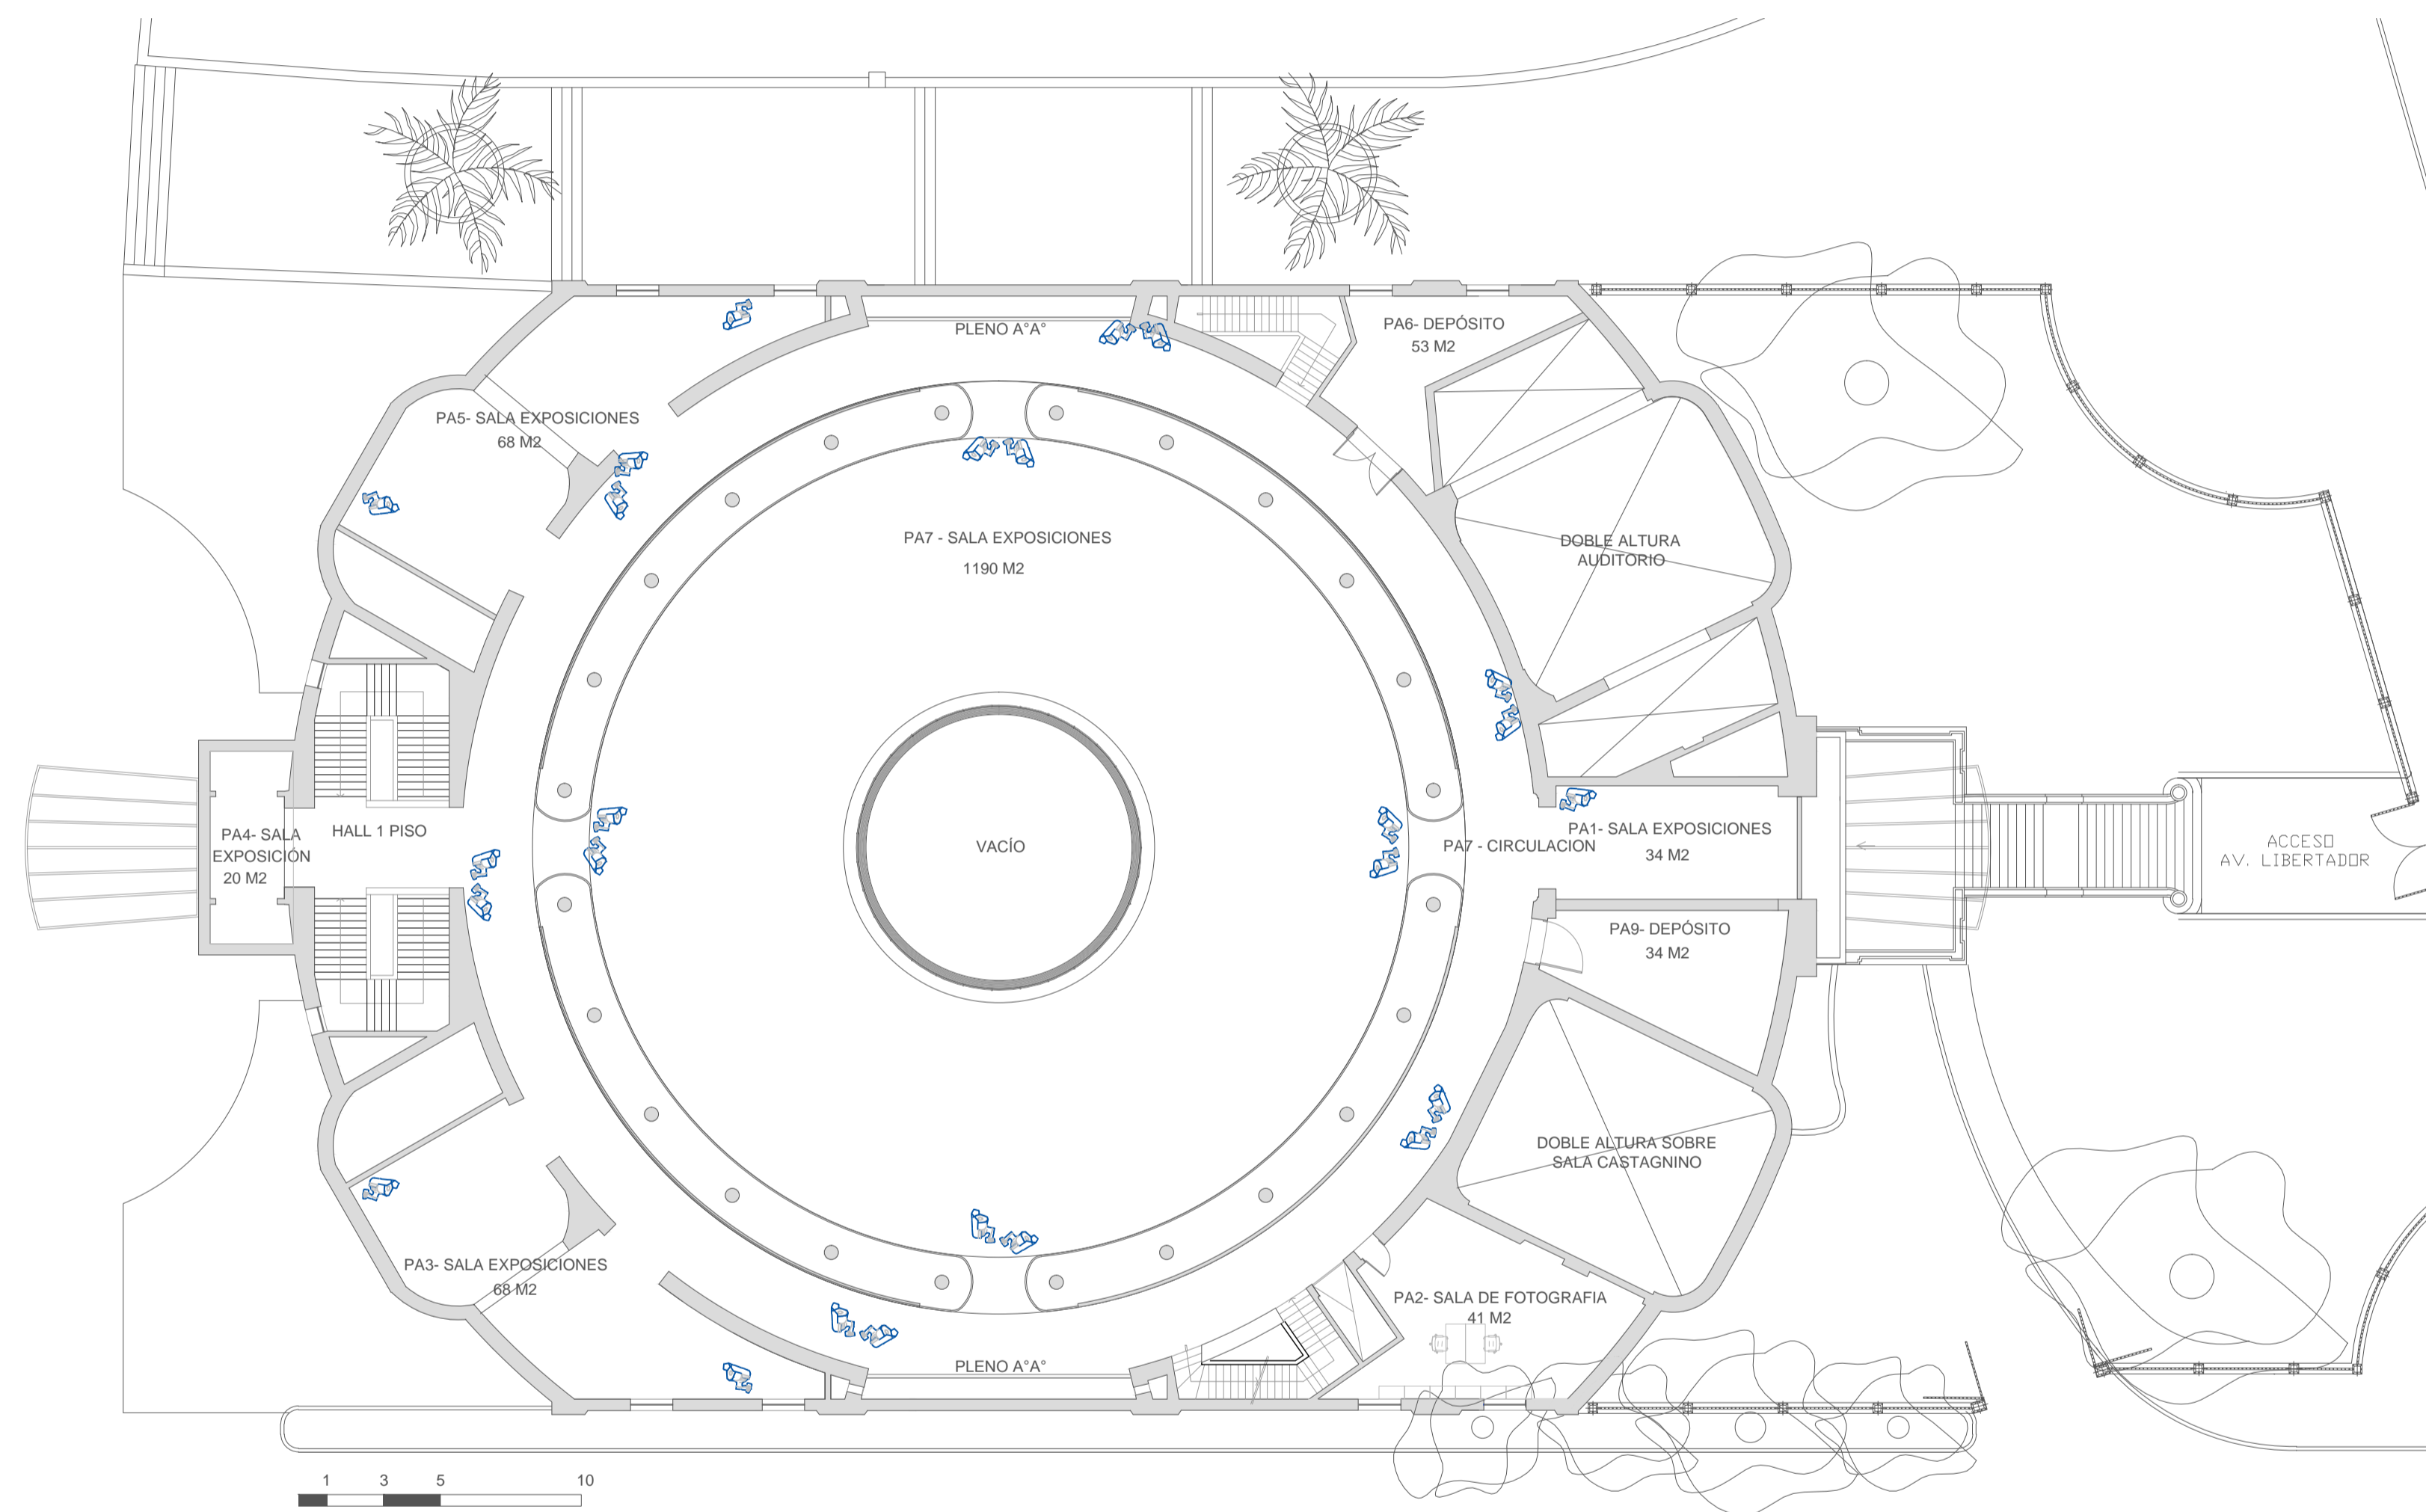 PLENO A°A°
PA6- DEPÓSITO
53 M2
PA5- SALA EXPOSICIONES
68 M2
PA7 - SALA EXPOSICIONES
1190 M2
DOBLE ALTURA
AUDITORIO
PA4- SALA
EXPOSICIÓN
20 M2
HALL 1 PISO
VACÍO
PA7 - CIRCULACION
PA1- SALA EXPOSICIONES
34 M2
ACCESO
AV. LIBERTADOR
PA9- DEPÓSITO
34 M2
DOBLE ALTURA SOBRE
SALA CASTAGNINO
PA3- SALA EXPOSICIONES
68 M2
PA2- SALA DE FOTOGRAFIA
41 M2
PLENO A°A°
1 3 5 10